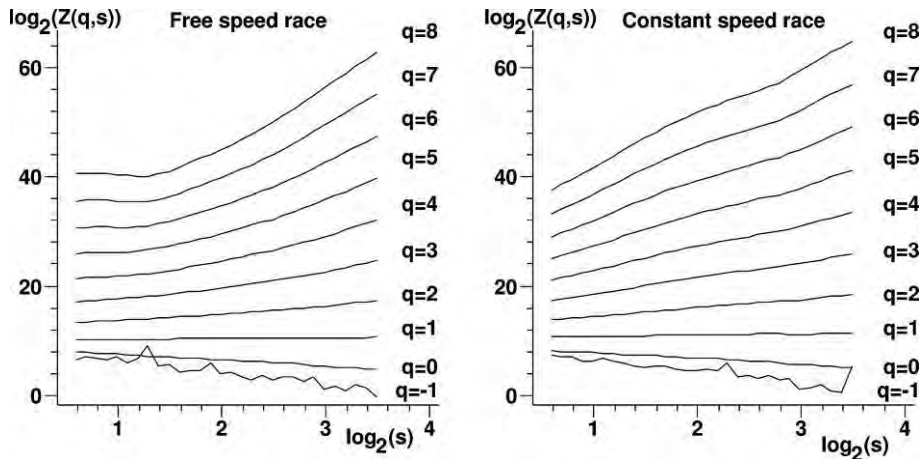 log2(Z(q,s)) Free speed race
60
40
20
0
1 2 3 4
log2(s)
q=8
q=7
q=6
q=5
q=4
q=3
q=2
q=1
q=0
q=-1
log2(Z(q,s)) Constant speed race
60
40
20
0
1 2 3 4
log2(s)
q=8
q=7
q=6
q=5
q=4
q=3
q=2
q=1
q=0
q=-1